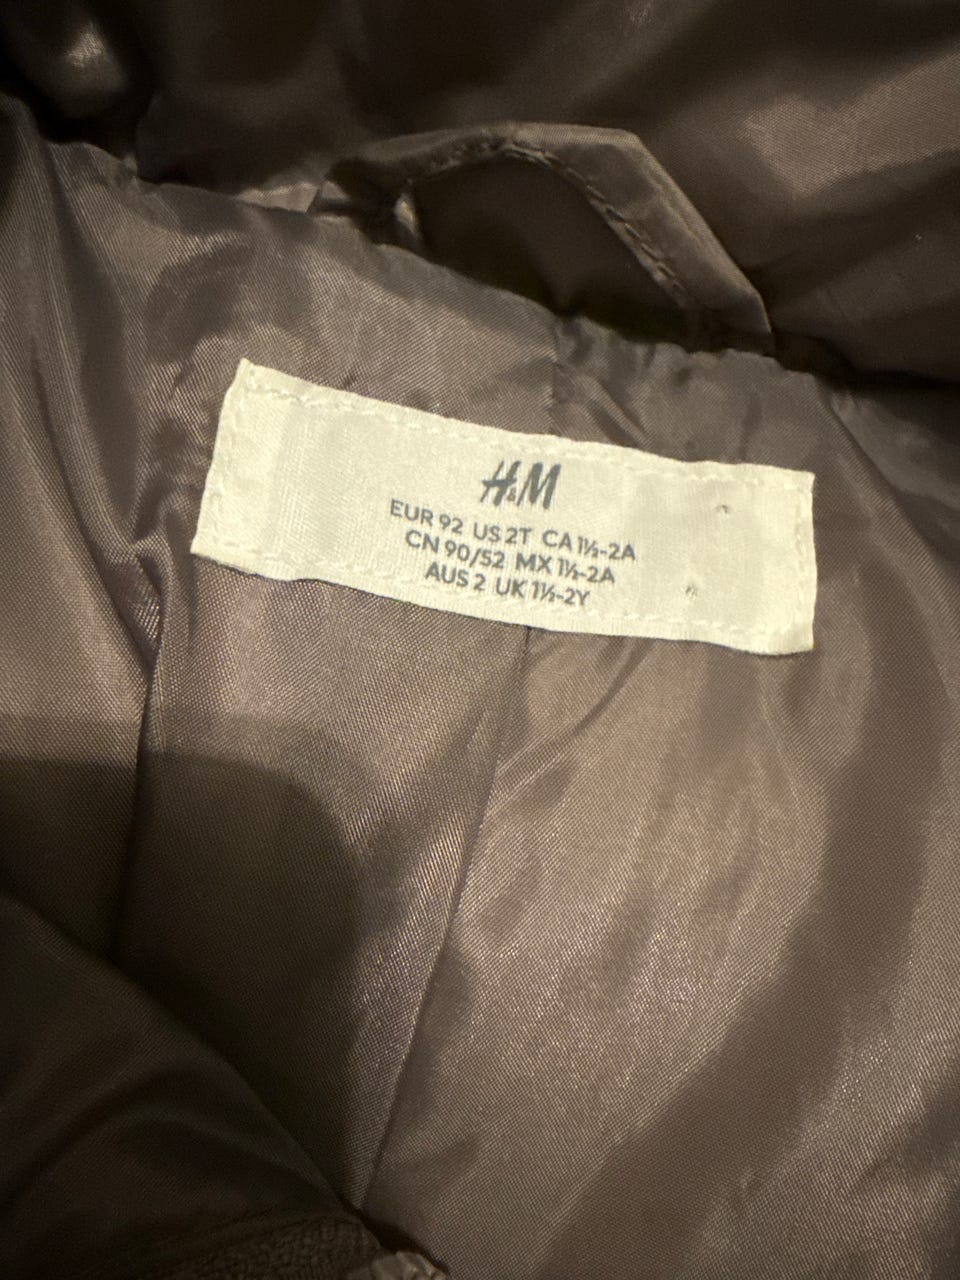 H&M
EUR 92 US 2T CA 1½-2A
CN 90/52 MX 1½-2A
AUS 2 UK 1½-2Y